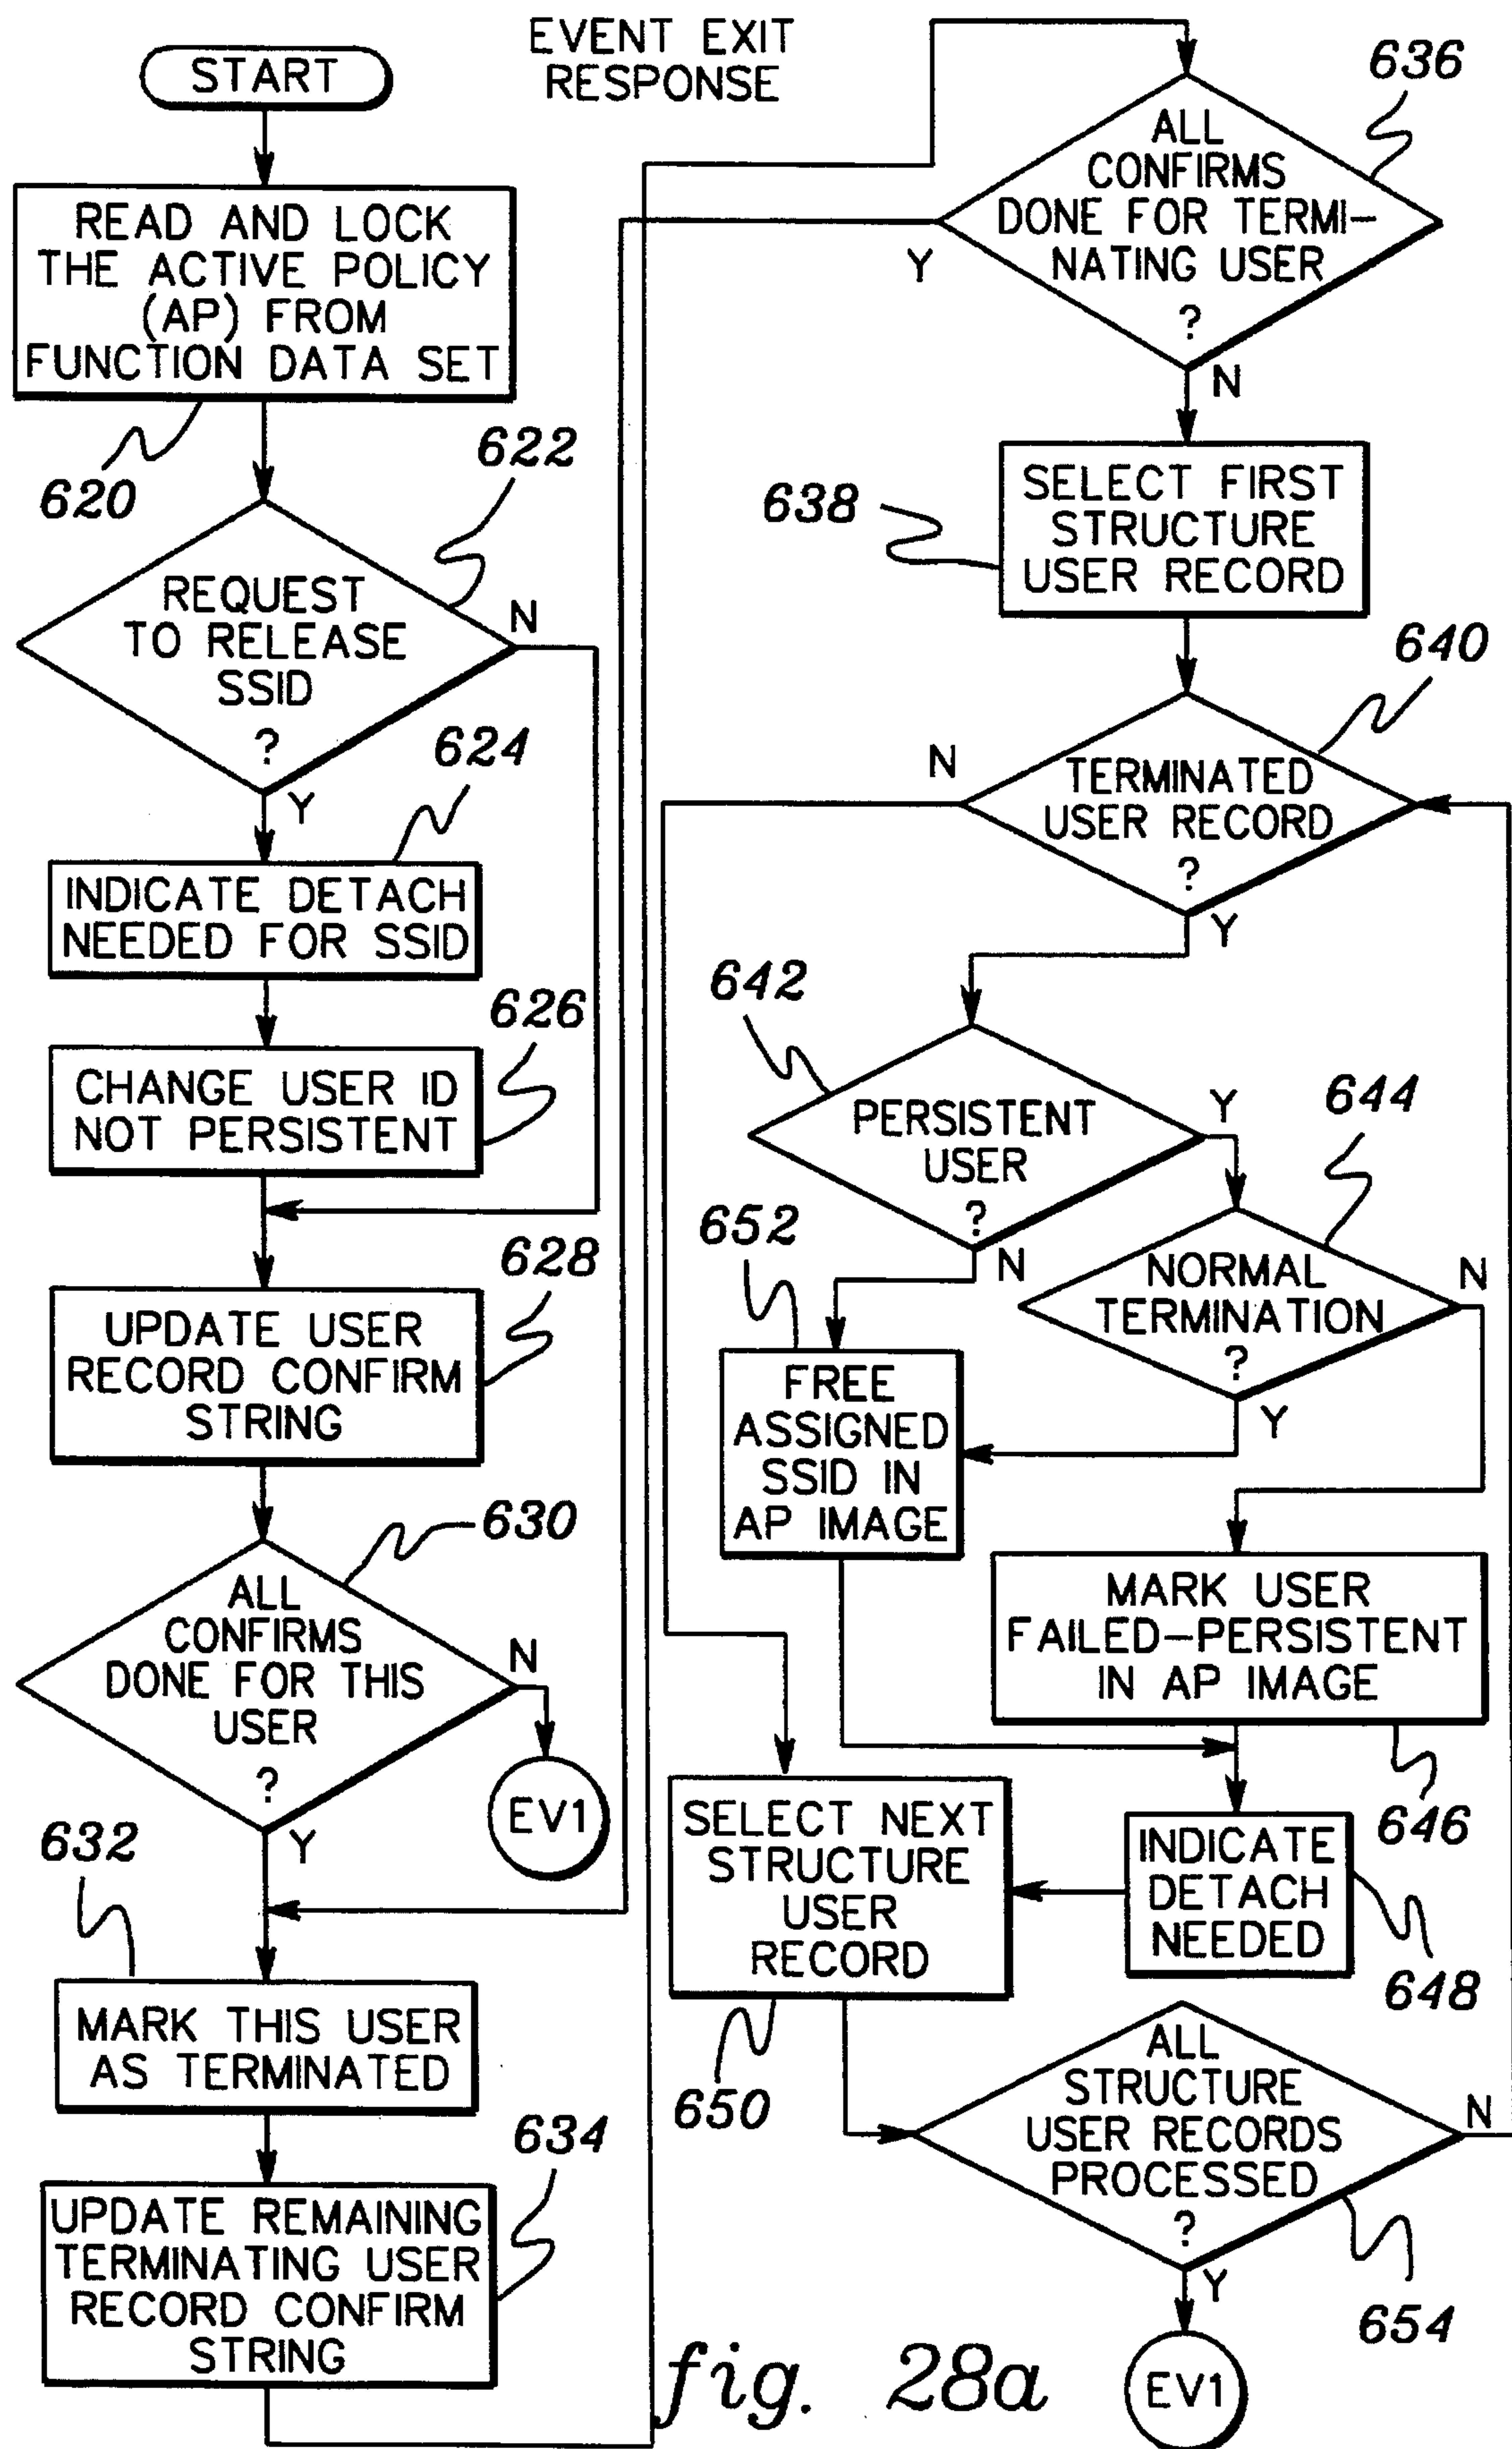 EVENT EXIT
RESPONSE
START
READ AND LOCK
THE ACTIVE POLICY
(AP) FROM
FUNCTION DATA SET
620
622
REQUEST
TO RELEASE
SSID
?
N
Y
624
INDICATE DETACH
NEEDED FOR SSID
626
CHANGE USER ID
NOT PERSISTENT
628
UPDATE USER
RECORD CONFIRM
STRING
630
ALL
CONFIRMS
DONE FOR THIS
USER
?
N
EV1
Y
632
MARK THIS USER
AS TERMINATED
634
UPDATE REMAINING
TERMINATING USER
RECORD CONFIRM
STRING
636
ALL
CONFIRMS
DONE FOR TERMI-
NATING USER
?
Y
N
638
SELECT FIRST
STRUCTURE
USER RECORD
640
N
TERMINATED
USER RECORD
?
Y
642
PERSISTENT
USER
?
Y
N
644
NORMAL
TERMINATION
?
N
Y
652
FREE
ASSIGNED
SSID IN
AP IMAGE
MARK USER
FAILED-PERSISTENT
IN AP IMAGE
646
INDICATE
DETACH
NEEDED
648
SELECT NEXT
STRUCTURE
USER
RECORD
650
ALL
STRUCTURE
USER RECORDS
PROCESSED
?
N
Y
654
EV1
fig. 28a